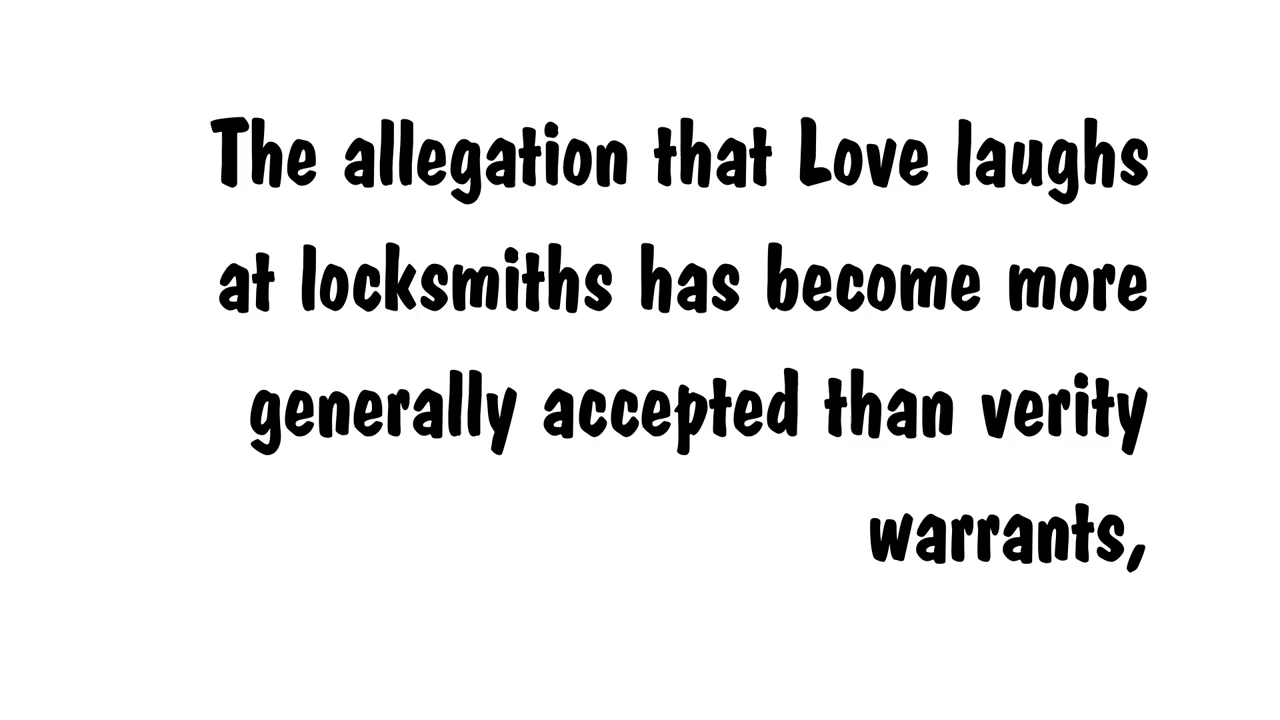 The allegation that Love laughs
at locksmiths has become more
generally accepted than verity
warrants,